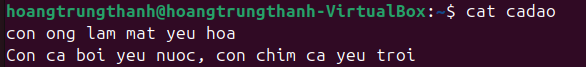 hoangtrungthanh@hoangtrungthanh-VirtualBox:~$ cat cadao
con ong lam mat yeu hoa
Con ca boi yeu nuoc, con chim ca yeu troi